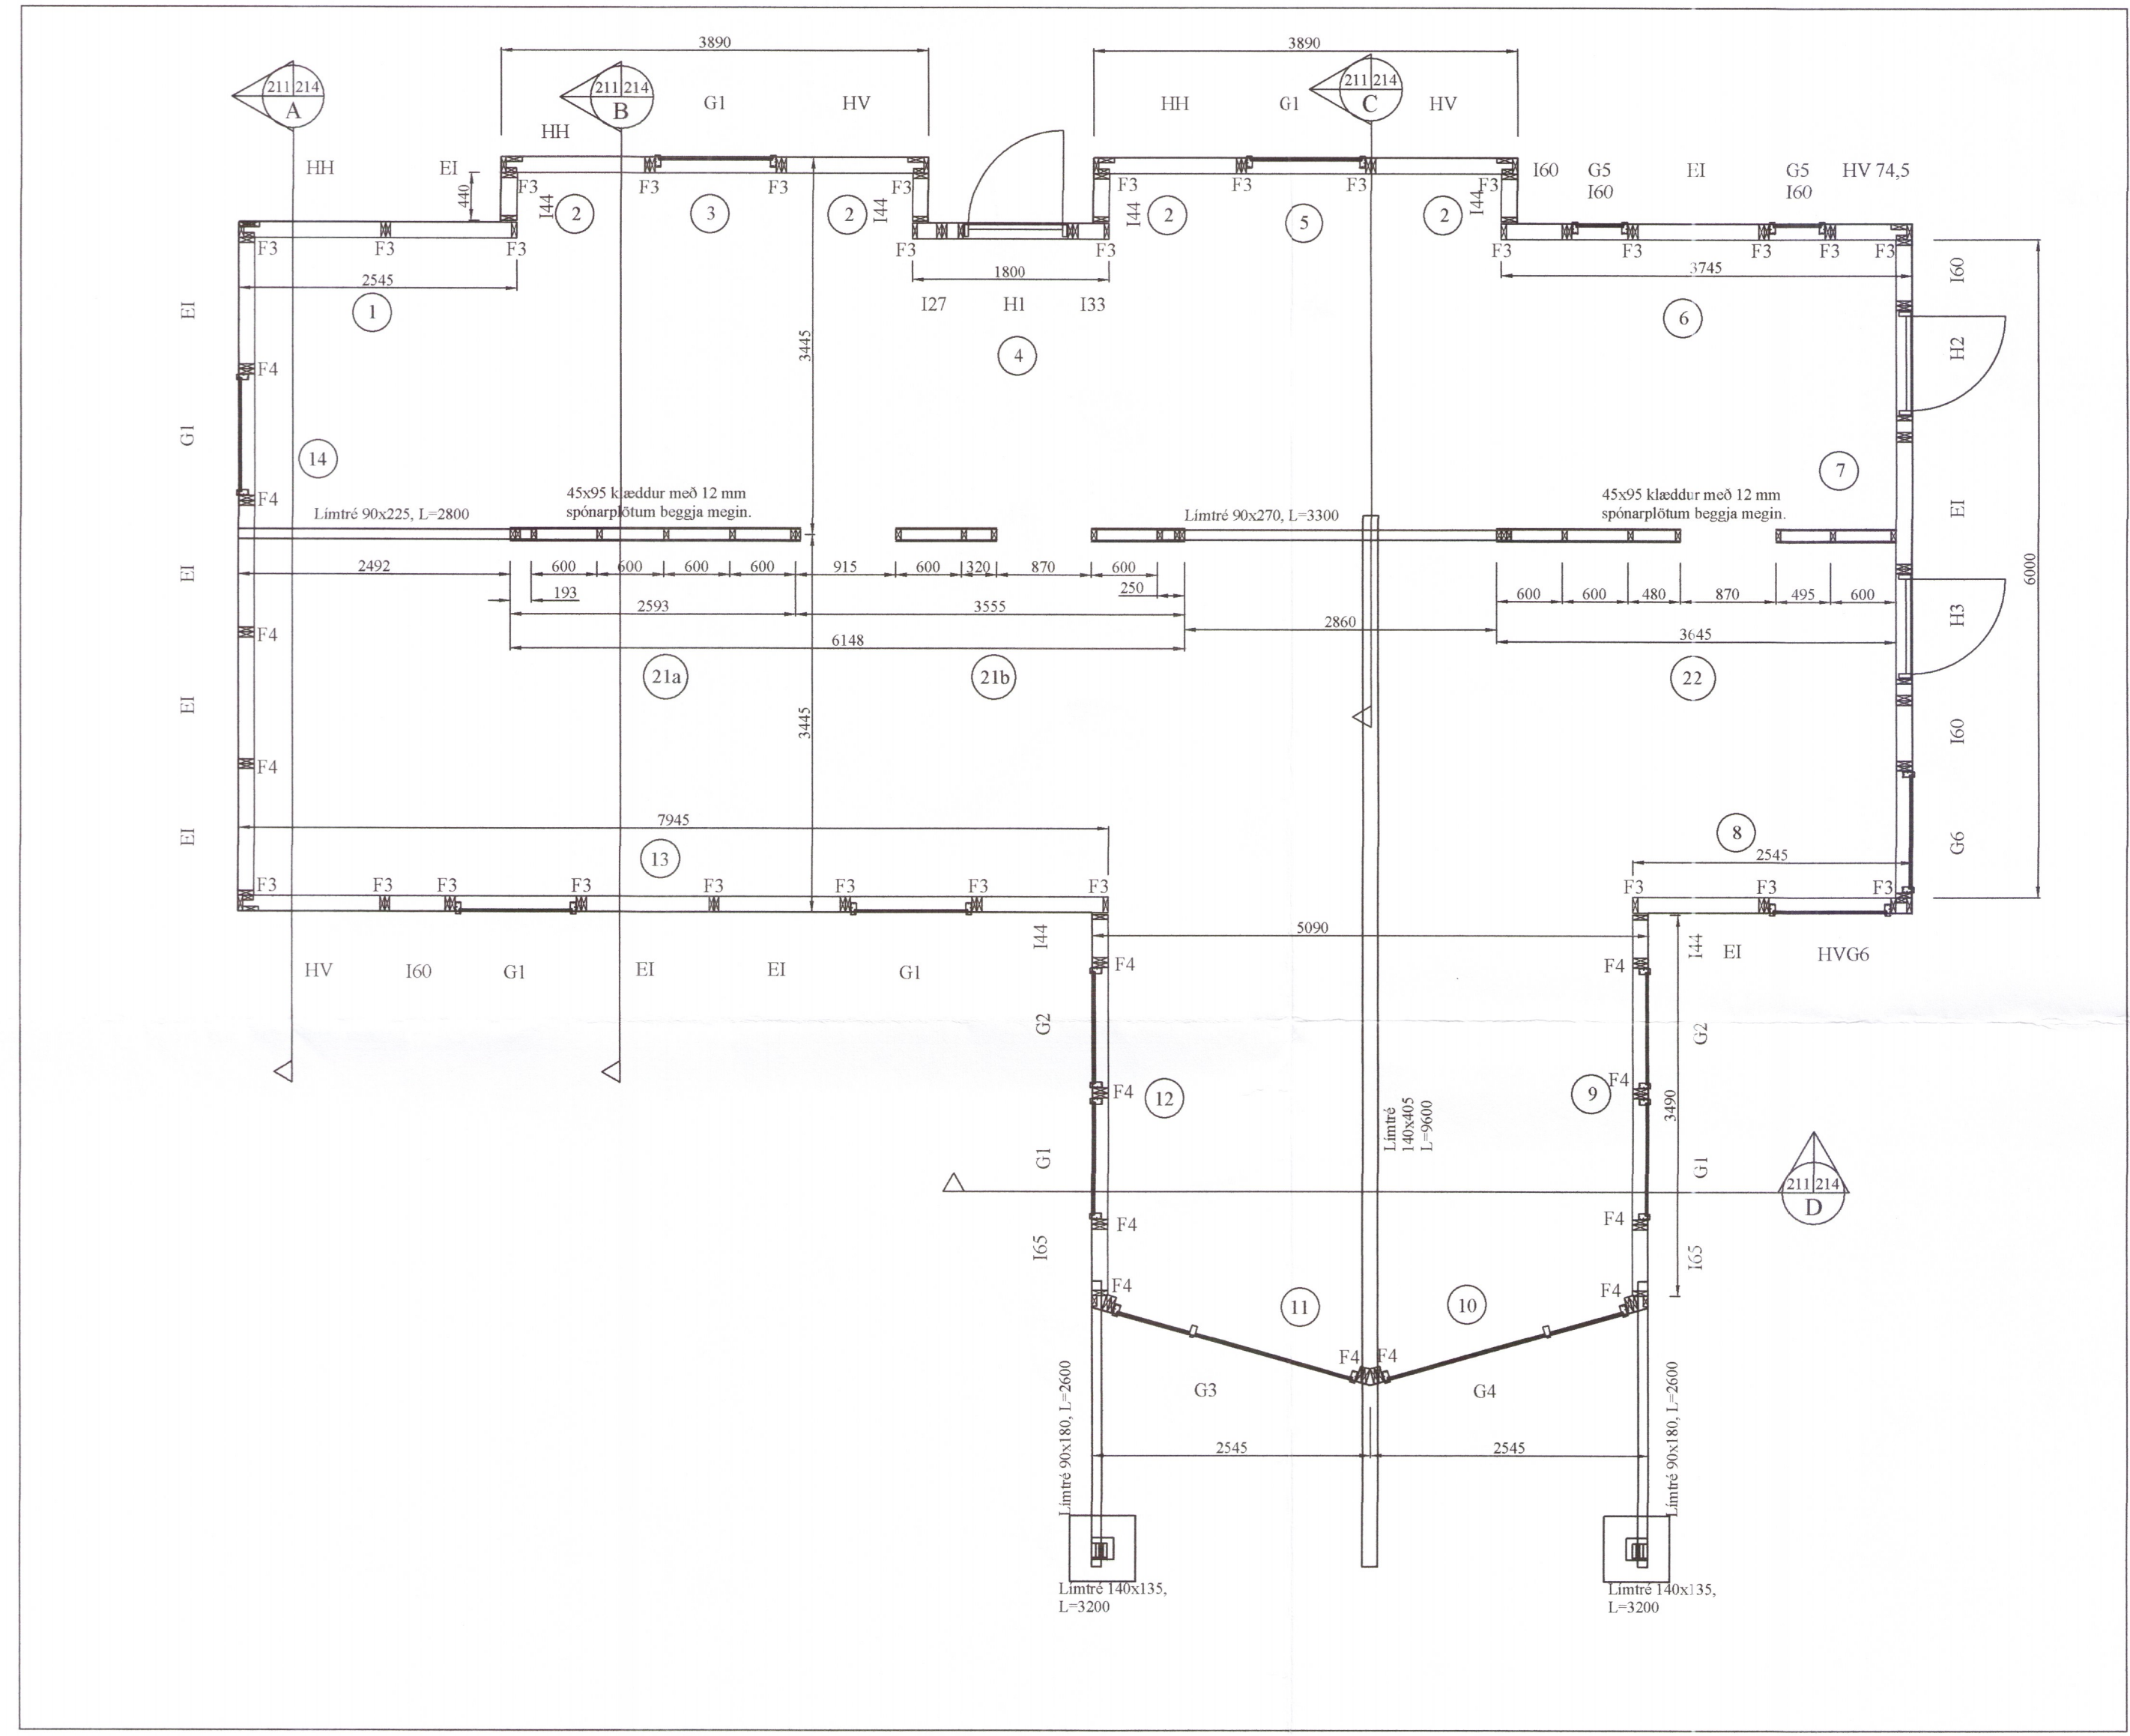 3890
3890
211 214
A
211 214
B
211 214
C
G1
HV
HH
G1
HV
HH
HH
EI
I60
G5
I60
EI
G5
I60
HV 74,5
440
F3
F3
F3
F3
F3
F3
F3
F3
I44
2
3
2
I44
I44
2
5
2
I44
F3
F3
F3
F3
F3
F3
F3
F3
F3
F3
2545
1800
3745
I27
H1
I33
1
4
6
EI
F4
G1
14
F4
3445
I60
H2
7
EI
45x95 klæddur með 12 mm
spónarplötum beggja megin.
45x95 klæddur með 12 mm
spónarplötum beggja megin.
Límtré 90x225, L=2800
Límtré 90x270, L=3300
EI
2492
600
600
600
600
915
600
320
870
600
193
250
2593
3555
6148
2860
600
600
480
870
495
600
3645
6000
H3
F4
21a
21b
22
EI
3445
I60
F4
EI
7945
13
8
2545
G6
F3
F3
F3
F3
F3
F3
F3
F3
F3
F3
F3
HV
I60
G1
EI
EI
G1
I44
5090
I44
EI
HVG6
F4
F4
G2
G2
F4
12
9
F4
3490
Límtré
140x405
L=9600
G1
G1
211 214
D
F4
F4
I65
I65
F4
11
10
F4
F4
F4
G3
G4
Límtré 90x180, L=2600
Límtré 90x180, L=2600
2545
2545
Límtré 140x135,
L=3200
Límtré 140x135,
L=3200